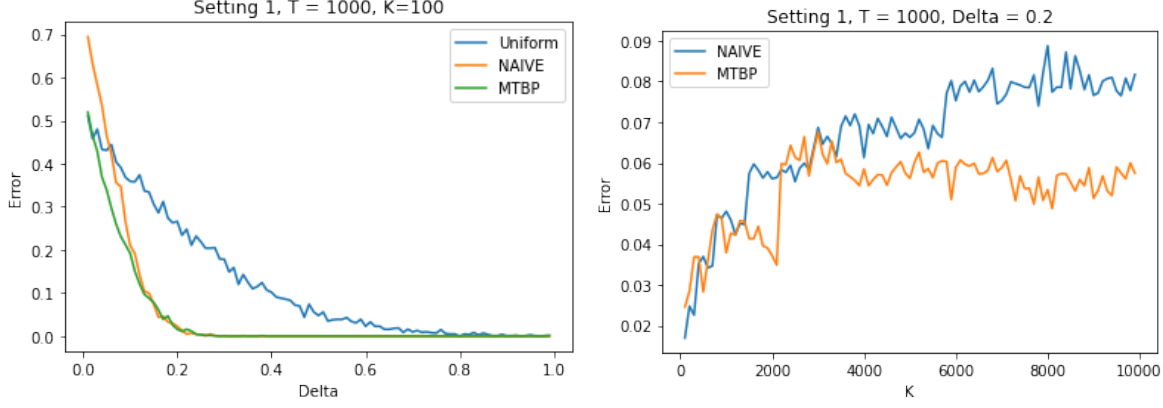 Setting 1, T = 1000, K=100
Error
0.7
0.6
0.5
0.4
0.3
0.2
0.1
0.0
Uniform
NAIVE
MTBP
0.0 0.2 0.4 0.6 0.8 1.0
Delta
Setting 1, T = 1000, Delta = 0.2
Error
0.09
0.08
0.07
0.06
0.05
0.04
0.03
0.02
NAIVE
MTBP
0 2000 4000 6000 8000 10000
K